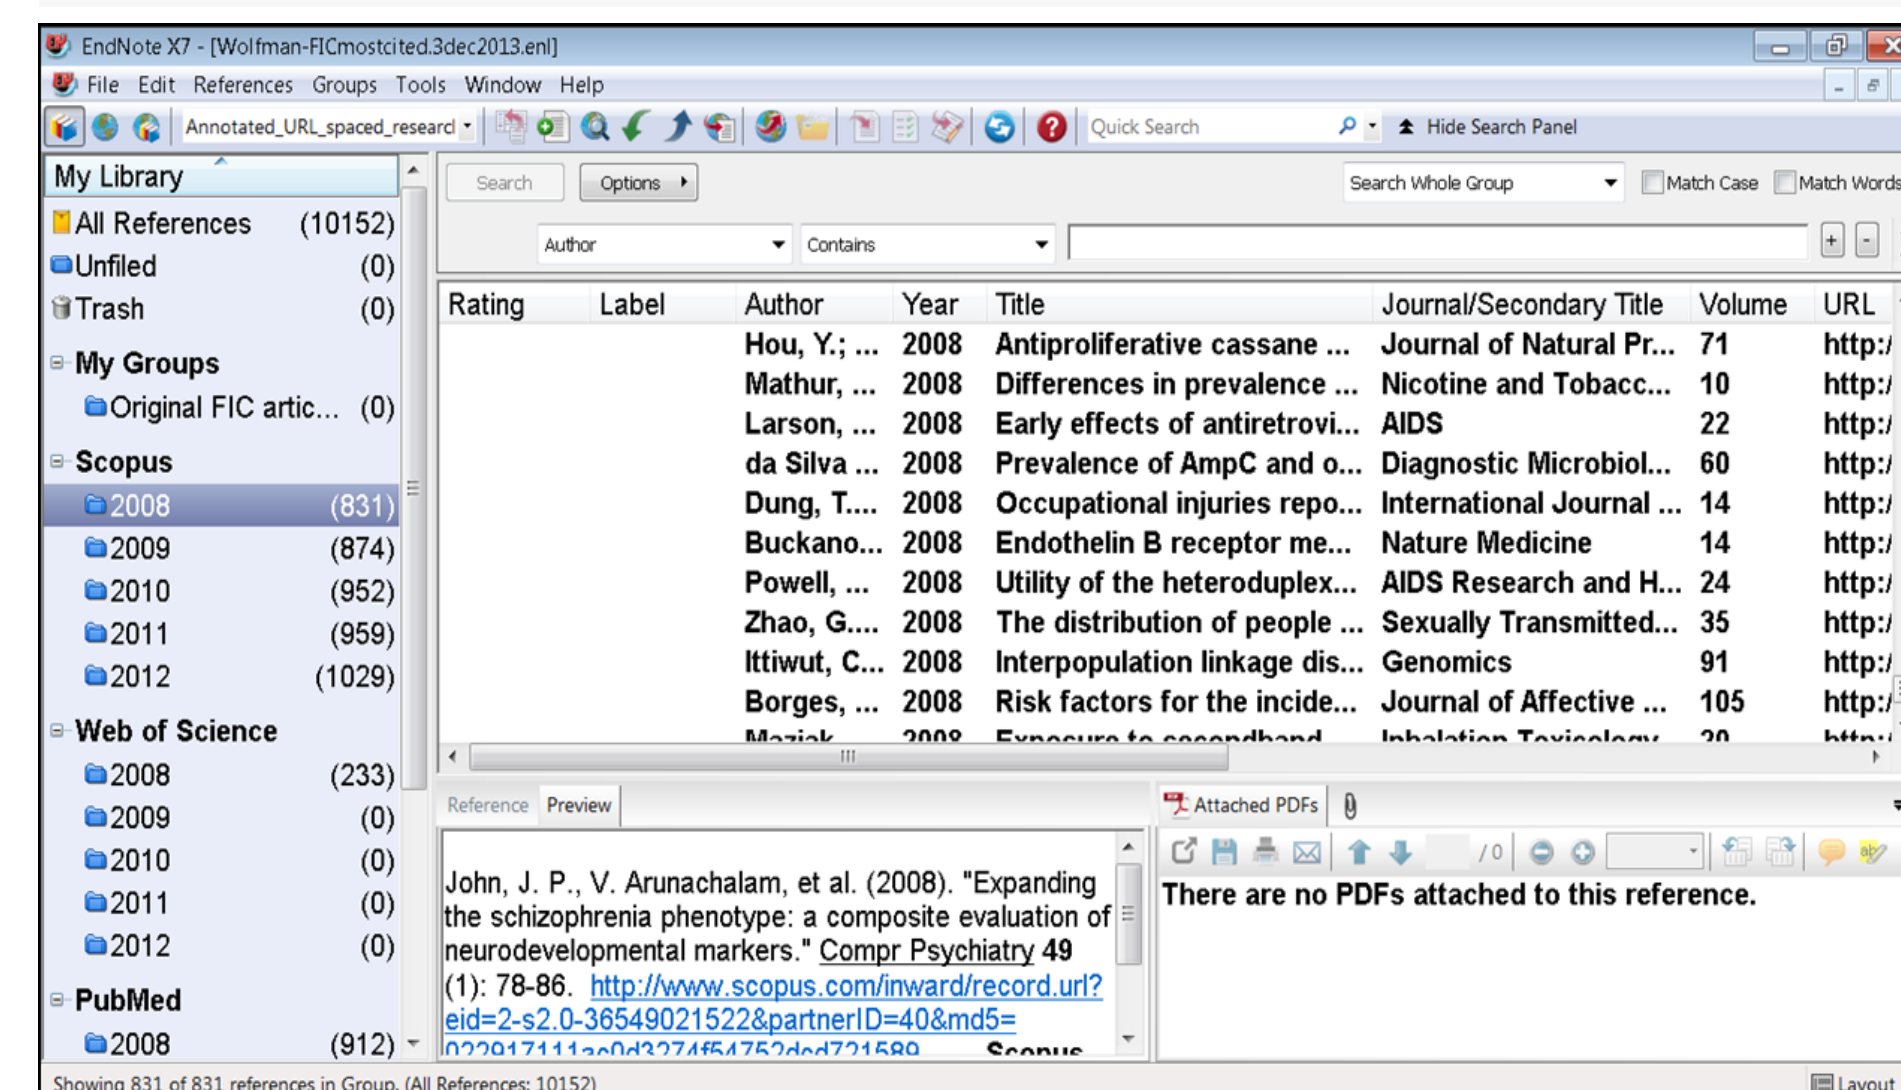 EndNote X7 - [Wolfman-FICmostcited.3dec2013.enl]
File Edit References Groups Tools Window Help
Annotated_URL_spaced_researcl Quick Search Hide Search Panel
My Library
All References (10152)
Unfiled (0)
Trash (0)
My Groups
Original FIC artic... (0)
Scopus
2008 (831)
2009 (874)
2010 (952)
2011 (959)
2012 (1029)
Web of Science
2008 (233)
2009 (0)
2010 (0)
2011 (0)
2012 (0)
PubMed
2008 (912)
Search Options Search Whole Group Match Case Match Words
Author Contains + -
Rating Label Author Year Title Journal/Secondary Title Volume URL
Hou, Y.; ... 2008 Antiproliferative cassane ... Journal of Natural Pr... 71 http:/
Mathur, ... 2008 Differences in prevalence ... Nicotine and Tobacc... 10 http:/
Larson, ... 2008 Early effects of antiretrovi... AIDS 22 http:/
da Silva ... 2008 Prevalence of AmpC and o... Diagnostic Microbiol... 60 http:/
Dung, T.... 2008 Occupational injuries repo... International Journal ... 14 http:/
Buckano... 2008 Endothelin B receptor me... Nature Medicine 14 http:/
Powell, ... 2008 Utility of the heteroduplex... AIDS Research and H... 24 http:/
Zhao, G.... 2008 The distribution of people ... Sexually Transmitted... 35 http:/
Ittiwut, C... 2008 Interpopulation linkage dis... Genomics 91 http:/
Borges, ... 2008 Risk factors for the incide... Journal of Affective ... 105 http:/
Maziak 2008 Exposure to secondhand Inhalation Toxicology 20 http:/
Reference Preview
John, J. P., V. Arunachalam, et al. (2008). "Expanding
the schizophrenia phenotype: a composite evaluation of
neurodevelopmental markers." Compr Psychiatry 49
(1): 78-86. http://www.scopus.com/inward/record.url?
eid=2-s2.0-36549021522&partnerID=40&md5=
022917111ac0d3274f54752dcd721589 Scopus
Attached PDFs
/ 0
There are no PDFs attached to this reference.
Showing 831 of 831 references in Group. (All References: 10152)
Layout